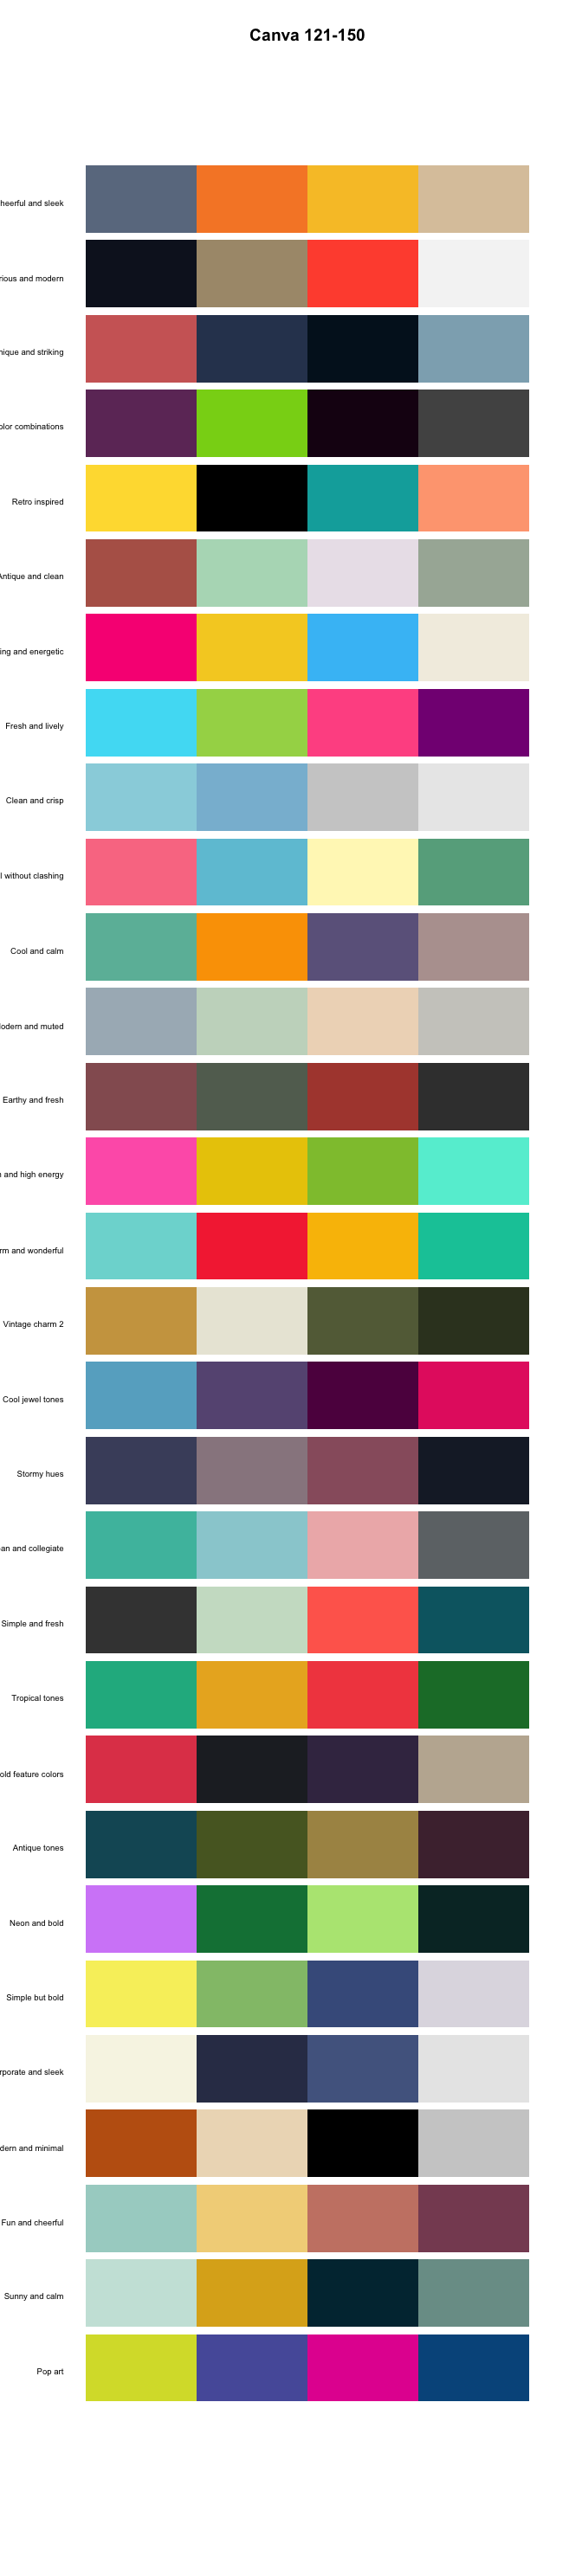 Canva 121-150
heerful and sleek
rious and modern
nique and striking
olor combinations
Retro inspired
Antique and clean
ing and energetic
Fresh and lively
Clean and crisp
l without clashing
Cool and calm
odern and muted
Earthy and fresh
and high energy
rm and wonderful
Vintage charm 2
Cool jewel tones
Stormy hues
an and collegiate
Simple and fresh
Tropical tones
old feature colors
Antique tones
Neon and bold
Simple but bold
rporate and sleek
dern and minimal
Fun and cheerful
Sunny and calm
Pop art